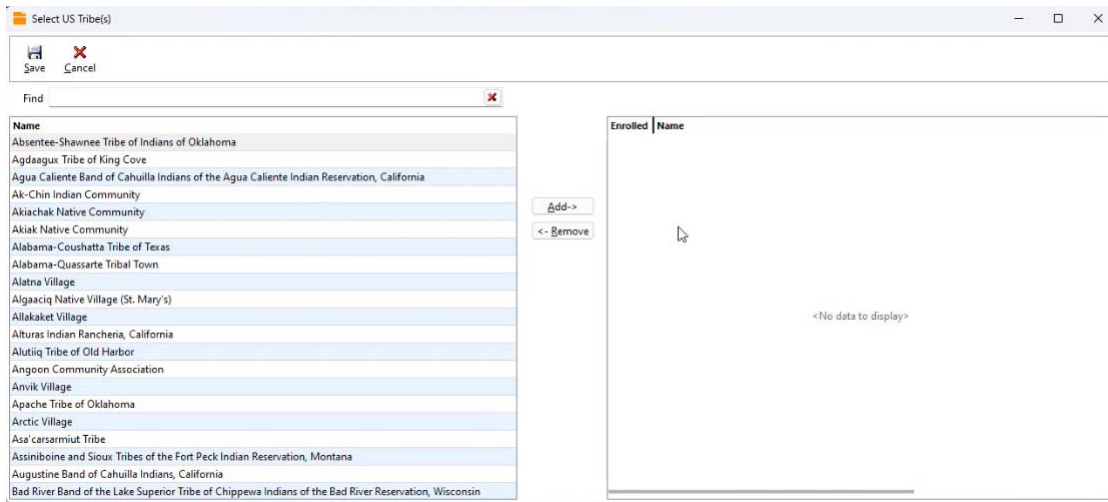 Select US Tribe(s)
Save Cancel
Find
Name
Absentee-Shawnee Tribe of Indians of Oklahoma
Agdaagux Tribe of King Cove
Agua Caliente Band of Cahuilla Indians of the Agua Caliente Indian Reservation, California
Ak-Chin Indian Community
Akiachak Native Community
Akiak Native Community
Alabama-Coushatta Tribe of Texas
Alabama-Quassarte Tribal Town
Alatna Village
Algaaciq Native Village (St. Mary's)
Allakaket Village
Alturas Indian Rancheria, California
Alutiiq Tribe of Old Harbor
Angoon Community Association
Anvik Village
Apache Tribe of Oklahoma
Arctic Village
Asa'carsarmiut Tribe
Assiniboine and Sioux Tribes of the Fort Peck Indian Reservation, Montana
Augustine Band of Cahuilla Indians, California
Bad River Band of the Lake Superior Tribe of Chippewa Indians of the Bad River Reservation, Wisconsin
Add->
<- Remove
Enrolled Name
<No data to display>